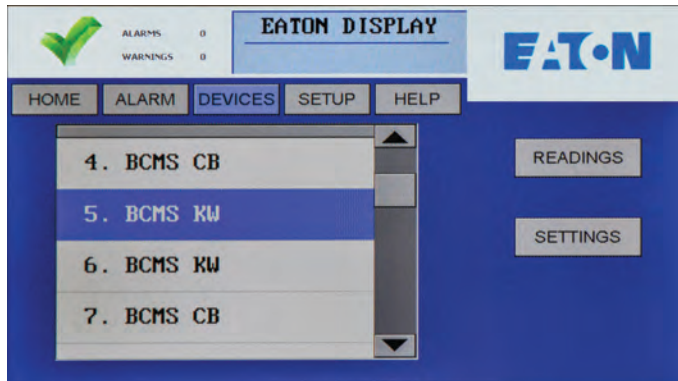 ALARMS 0
WARNINGS 0
EATON DISPLAY
EATON
HOME ALARM DEVICES SETUP HELP
4. BCMS CB
5. BCMS KW
6. BCMS KW
7. BCMS CB
READINGS
SETTINGS